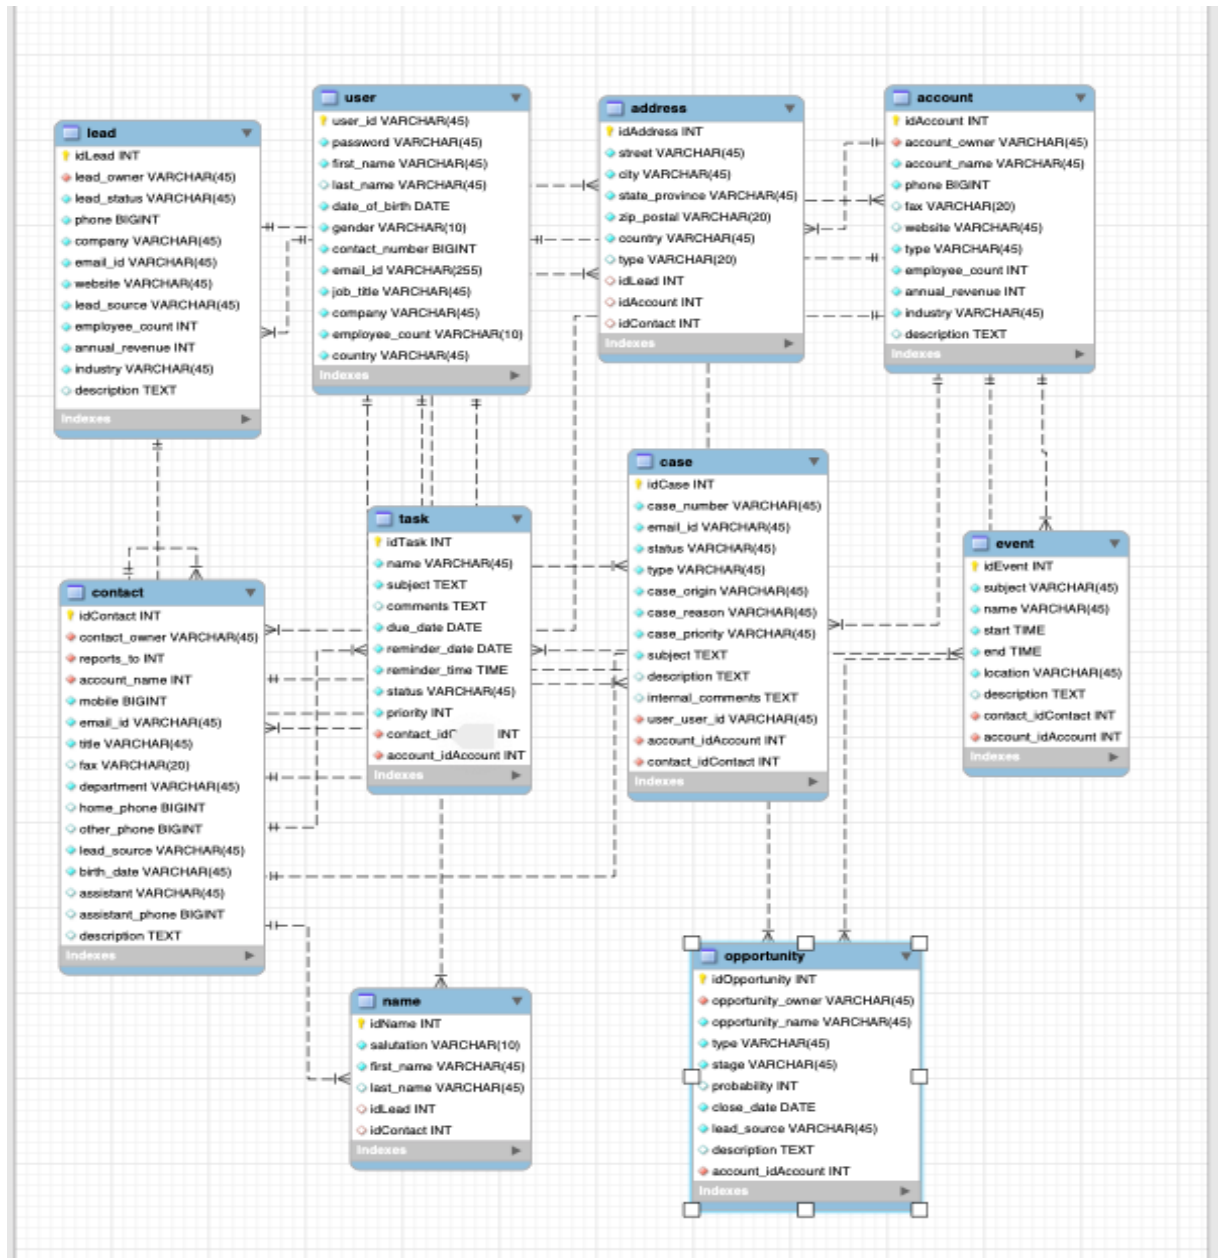 lead
idLead INT
lead_owner VARCHAR(45)
lead_status VARCHAR(45)
phone BIGINT
company VARCHAR(45)
email_id VARCHAR(45)
website VARCHAR(45)
lead_source VARCHAR(45)
employee_count INT
annual_revenue INT
industry VARCHAR(45)
description TEXT
Indexes
user
user_id VARCHAR(45)
password VARCHAR(45)
first_name VARCHAR(45)
last_name VARCHAR(45)
date_of_birth DATE
gender VARCHAR(10)
contact_number BIGINT
email_id VARCHAR(255)
job_title VARCHAR(45)
company VARCHAR(45)
employee_count VARCHAR(10)
country VARCHAR(45)
Indexes
address
idAddress INT
street VARCHAR(45)
city VARCHAR(45)
state_province VARCHAR(45)
zip_postal VARCHAR(20)
country VARCHAR(45)
type VARCHAR(20)
idLead INT
idAccount INT
idContact INT
Indexes
account
idAccount INT
account_owner VARCHAR(45)
account_name VARCHAR(45)
phone BIGINT
fax VARCHAR(20)
website VARCHAR(45)
type VARCHAR(45)
employee_count INT
annual_revenue INT
industry VARCHAR(45)
description TEXT
Indexes
contact
idContact INT
contact_owner VARCHAR(45)
reports_to INT
account_name INT
mobile BIGINT
email_id VARCHAR(45)
title VARCHAR(45)
fax VARCHAR(20)
department VARCHAR(45)
home_phone BIGINT
other_phone BIGINT
lead_source VARCHAR(45)
birth_date VARCHAR(45)
assistant VARCHAR(45)
assistant_phone BIGINT
description TEXT
Indexes
task
idTask INT
name VARCHAR(45)
subject TEXT
comments TEXT
due_date DATE
reminder_date DATE
reminder_time TIME
status VARCHAR(45)
priority INT
INT
account_idAccount INT
Indexes
case
idCase INT
case_number VARCHAR(45)
email_id VARCHAR(45)
status VARCHAR(45)
type VARCHAR(45)
case_origin VARCHAR(45)
case_reason VARCHAR(45)
case_priority VARCHAR(45)
subject TEXT
description TEXT
internal_comments TEXT
user_user_id VARCHAR(45)
account_idAccount INT
contact_idContact INT
Indexes
event
idEvent INT
subject VARCHAR(45)
name VARCHAR(45)
start TIME
end TIME
location VARCHAR(45)
description TEXT
contact_idContact INT
account_idAccount INT
Indexes
name
idName INT
salutation VARCHAR(10)
first_name VARCHAR(45)
last_name VARCHAR(45)
idLead INT
idContact INT
Indexes
opportunity
idOpportunity INT
opportunity_owner VARCHAR(45)
opportunity_name VARCHAR(45)
type VARCHAR(45)
stage VARCHAR(45)
probability INT
close_date DATE
lead_source VARCHAR(45)
description TEXT
account_idAccount INT
Indexes